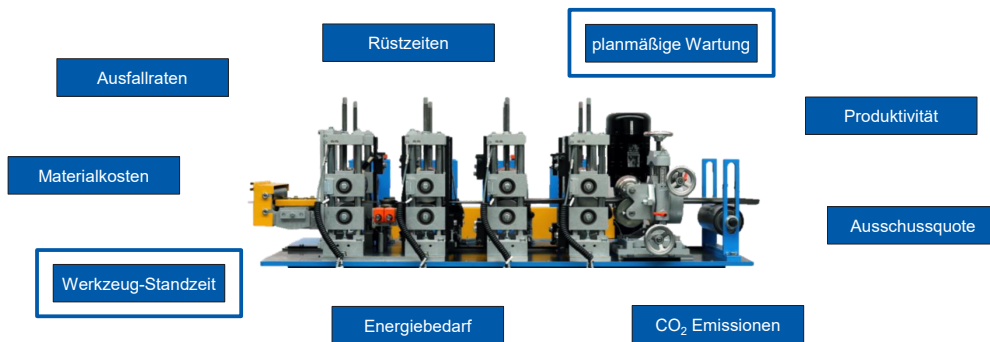 Rüstzeiten
planmäßige Wartung
Ausfallraten
Produktivität
Materialkosten
Ausschussquote
Werkzeug-Standzeit
Energiebedarf
CO₂ Emissionen